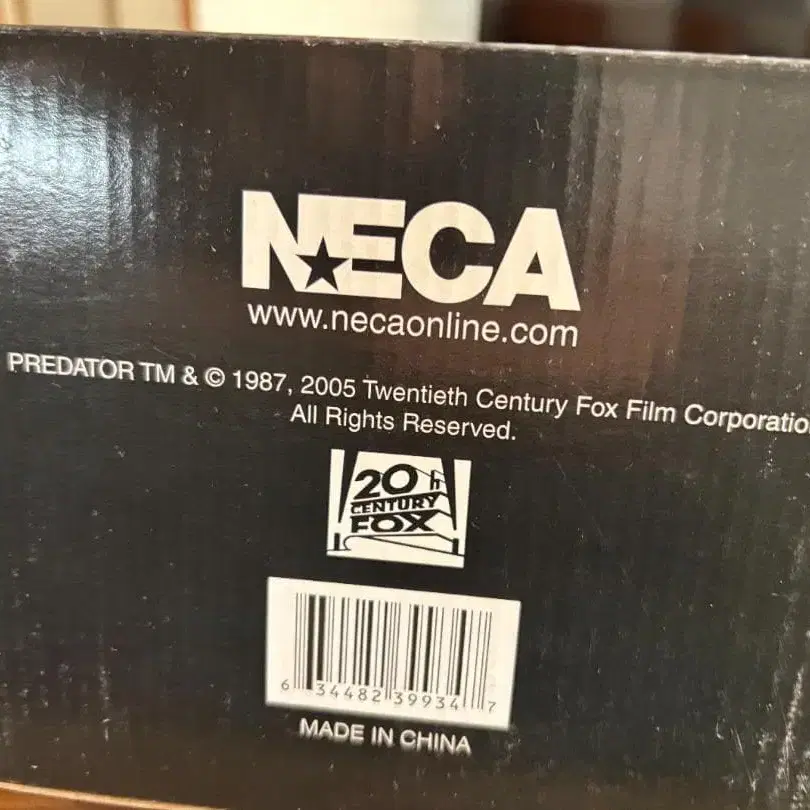 NECA
www.necaonline.com
PREDATOR TM & © 1987, 2005 Twentieth Century Fox Film Corporatio
All Rights Reserved.
20th
CENTURY
FOX
6 34482 39934 7
MADE IN CHINA